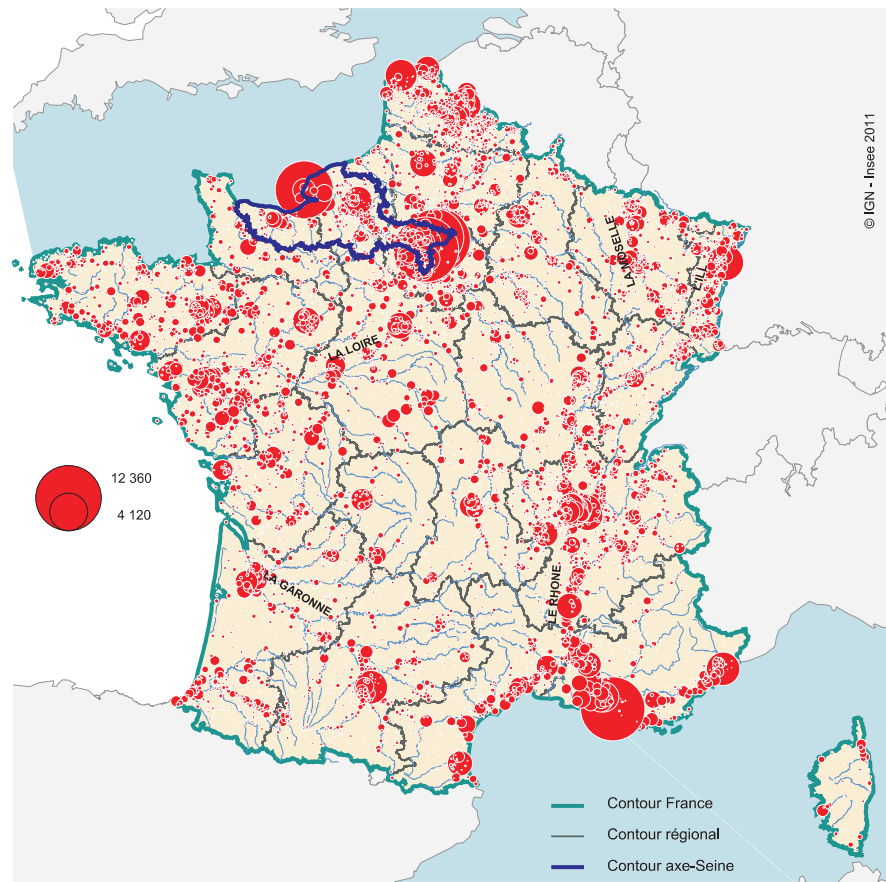 © IGN - Insee 2011
LA MOSELLE
L'ILL
LA LOIRE
12 360
4 120
LA GARONNE
LE RHONE
Contour France
Contour régional
Contour axe-Seine